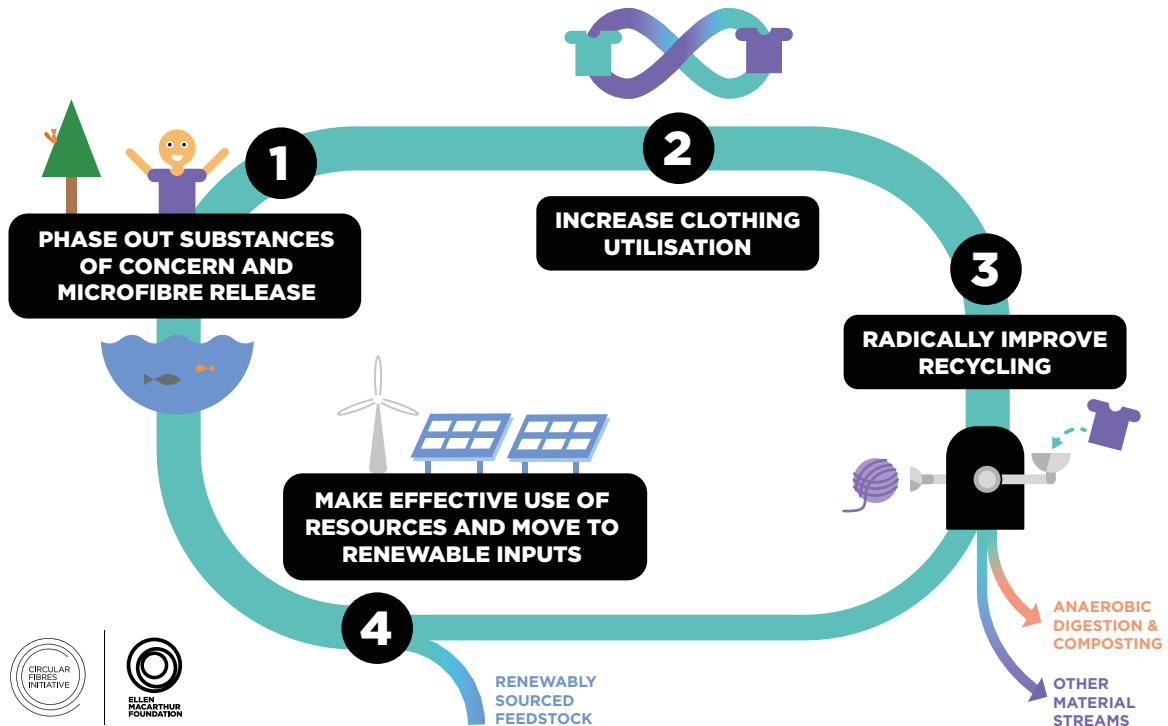 1
PHASE OUT SUBSTANCES
OF CONCERN AND
MICROFIBRE RELEASE
2
INCREASE CLOTHING
UTILISATION
3
RADICALLY IMPROVE
RECYCLING
MAKE EFFECTIVE USE OF
RESOURCES AND MOVE TO
RENEWABLE INPUTS
4
ANAEROBIC
DIGESTION &
COMPOSTING
OTHER
MATERIAL
STREAMS
RENEWABLY
SOURCED
FEEDSTOCK
CIRCULAR
FIBRES
INITIATIVE
ELLEN
MACARTHUR
FOUNDATION